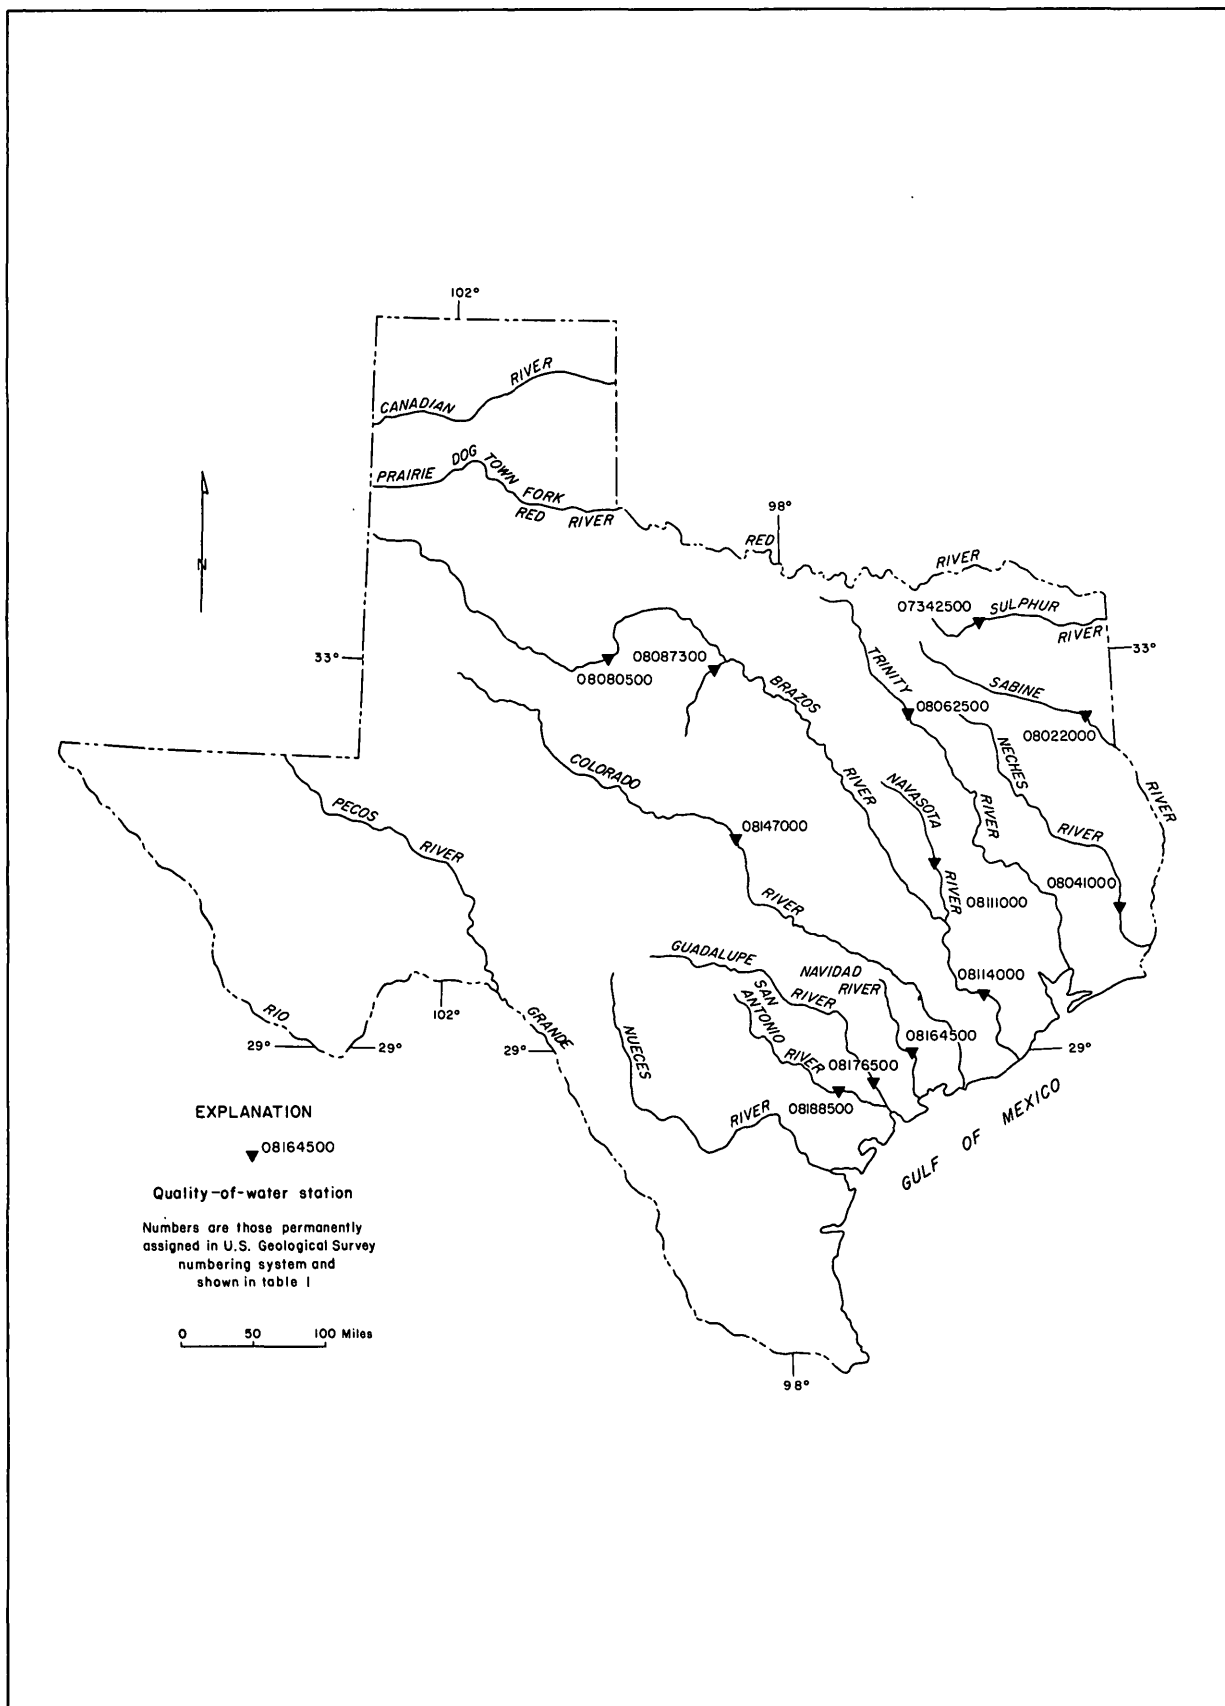 102°
CANADIAN RIVER
PRAIRIE DOG TOWN FORK
RED RIVER
N
98°
RED RIVER
07342500
SULPHUR
RIVER
33°
33°
08087300
08080500
TRINITY
RIVER
BRAZOS
RIVER
SABINE
RIVER
08062500
08022000
NECHES
RIVER
COLORADO
RIVER
NAVASOTA
RIVER
PECOS
RIVER
08147000
08041000
08111000
GUADALUPE
RIVER
NAVIDAD
RIVER
08114000
SAN
ANTONIO
RIVER
RIO
GRANDE
102°
29°
29°
29°
29°
NUECES
RIVER
08164500
08176500
08188500
GULF OF MEXICO
EXPLANATION
08164500
Quality-of-water station
Numbers are those permanently
assigned in U.S. Geological Survey
numbering system and
shown in table 1
0 50 100 Miles
98°